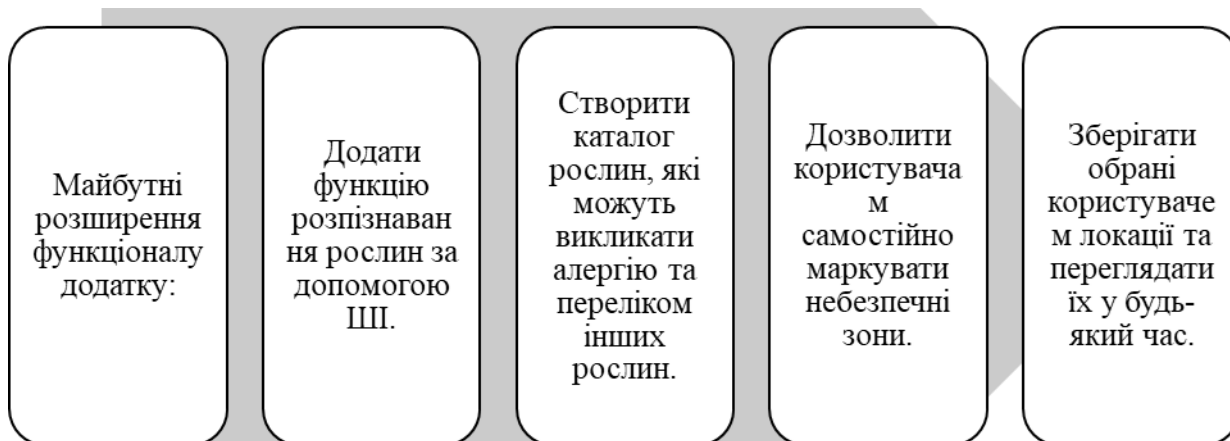 Майбутні
розширення
функціоналу
додатку:
Додати
функцію
розпізнаван
ня рослин за
допомогою
ШІ.
Створити
каталог
рослин, які
можуть
викликати
алергію та
переліком
інших
рослин.
Дозволити
користувача
м
самостійно
маркувати
небезпечні
зони.
Зберігати
обрані
користуваче
м локації та
переглядати
їх у будь-
який час.